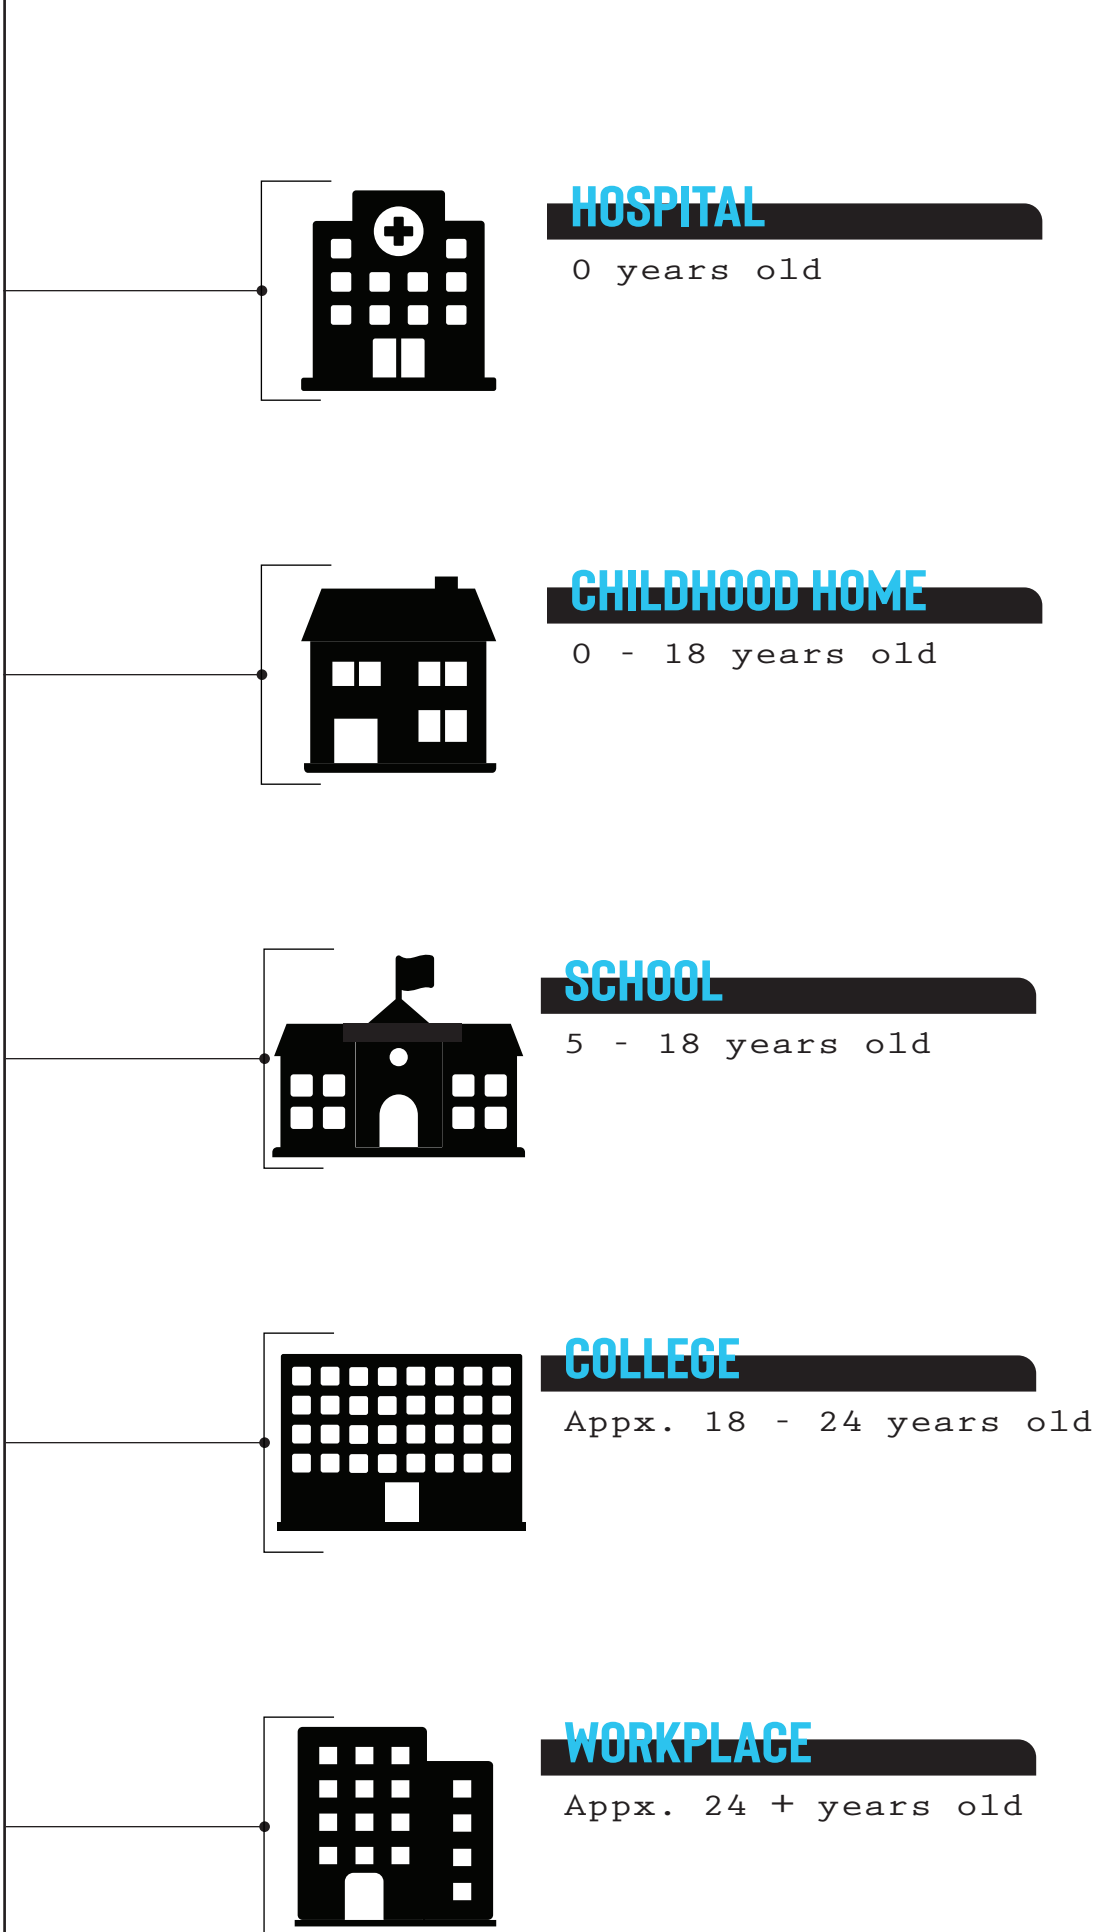 HOSPITAL
0 years old
CHILDHOOD HOME
0 - 18 years old
SCHOOL
5 - 18 years old
COLLEGE
Appx. 18 - 24 years old
WORKPLACE
Appx. 24 + years old